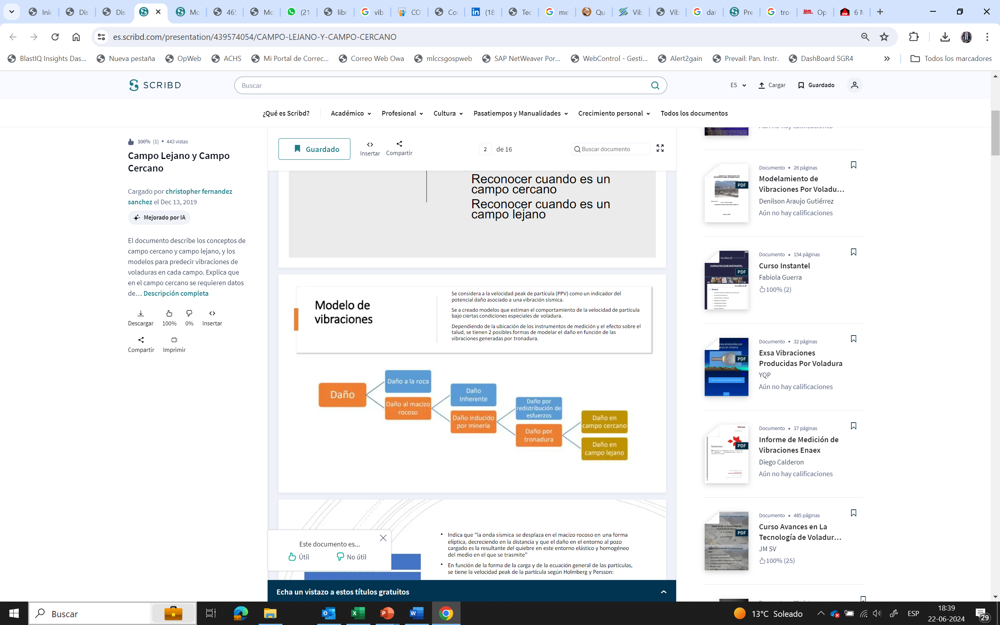 Inic
Dis
Dis
Mo
465
Mo
(21
libr
vib
CO
Cor
(18
Tec
me
Qu
Vib
Vib
dañ
Pre
tro
Op
6 M
es.scribd.com/presentation/439574054/CAMPO-LEJANO-Y-CAMPO-CERCANO
BlastIQ Insights Das...
Nueva pestaña
OpWeb
ACHS
Mi Portal de Correc...
Correo Web Owa
mlccsgospweb
SAP NetWeaver Por...
WebControl - Gesti...
Alert2gain
Prevail: Pan. Instr.
DashBoard SGR4
»
Todos los marcadores
SCRIBD
Buscar
ES
Cargar
Guardado
¿Qué es Scribd?
Académico
Profesional
Cultura
Pasatiempos y Manualidades
Crecimiento personal
Todos los documentos
100% (1) • 443 vistas
Campo Lejano y Campo
Cercano
Cargado por christopher fernandez
sanchez el Dec 13, 2019
Mejorado por IA
El documento describe los conceptos de
campo cercano y campo lejano, y los
modelos para predecir vibraciones de
voladuras en cada campo. Explica que
en el campo cercano se requieren datos
de… Descripción completa
Descargar
100%
0%
Insertar
Compartir
Imprimir
Guardado
Insertar
Compartir
2 de 16
Buscar documento
Reconocer cuando es un
campo cercano
Reconocer cuando es un
campo lejano
Modelo de
vibraciones
Se considera a la velocidad peak de partícula (PPV) como un indicador del
potencial daño asociado a una vibración sísmica.
Se a creado modelos que estiman el comportamiento de la velocidad de partícula
bajo ciertas condiciones especiales de voladura.
Dependiendo de la ubicación de los instrumentos de medición y el efecto sobre el
talud, se tienen 2 posibles formas de modelar el daño en función de las
vibraciones generadas por tronadura.
Daño
Daño a la roca
Daño al macizo
rocoso
Daño
Inherente
Daño inducido
por minería
Daño por
redistribución de
esfuerzos
Daño por
tronadura
Daño en
campo cercano
Daño en
campo lejano
• Indica que “la onda sísmica se desplaza en el macizo rocoso en una forma
elíptica, decreciendo en la distancia y que el daño en el entorno al pozo
cargado es la resultante del quiebre en este entorno elástico y homogéneo
del medio en el que se trasmite”
• En función de la forma de la carga y de la ecuación general de las partículas,
se tiene la velocidad peak de la partícula según Holmberg y Persson:
Este documento es...
Útil
No útil
Echa un vistazo a estos títulos gratuitos
Aún no hay calificaciones
Documento • 26 páginas
Modelamiento de
Vibraciones Por Voladu…
Denilson Araujo Gutiérrez
Aún no hay calificaciones
PDF
Documento • 154 páginas
Curso Instantel
Fabiola Guerra
100% (2)
GeoBlast
CAPACITACION INSTANTEL
PDF
GeoBlast
Temario
Documento • 32 páginas
Exsa Vibraciones
Producidas Por Voladura
YQP
Aún no hay calificaciones
PDF
Documento • 37 páginas
Informe de Medición de
Vibraciones Enaex
Diego Calderon
Aún no hay calificaciones
PDF
Documento • 485 páginas
Curso Avances en La
Tecnología de Voladur…
JM SV
100% (25)
PDF
Buscar
13°C Soleado
ESP
18:39
22-06-2024
29